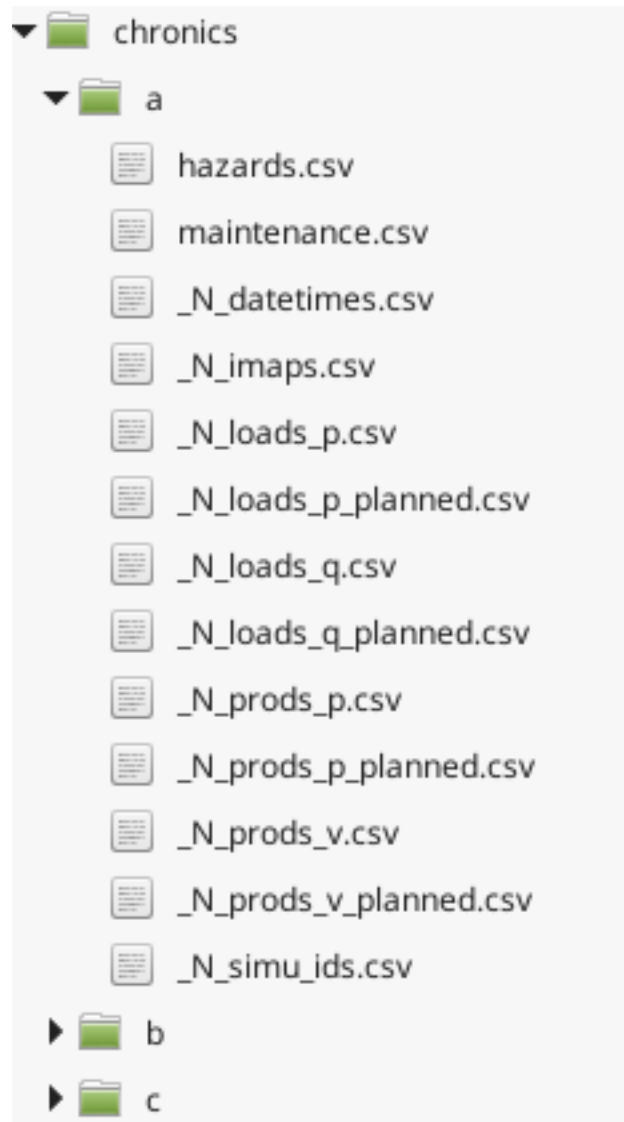 chronics
a
hazards.csv
maintenance.csv
_N_datetimes.csv
_N_imaps.csv
_N_loads_p.csv
_N_loads_p_planned.csv
_N_loads_q.csv
_N_loads_q_planned.csv
_N_prods_p.csv
_N_prods_p_planned.csv
_N_prods_v.csv
_N_prods_v_planned.csv
_N_simu_ids.csv
b
c